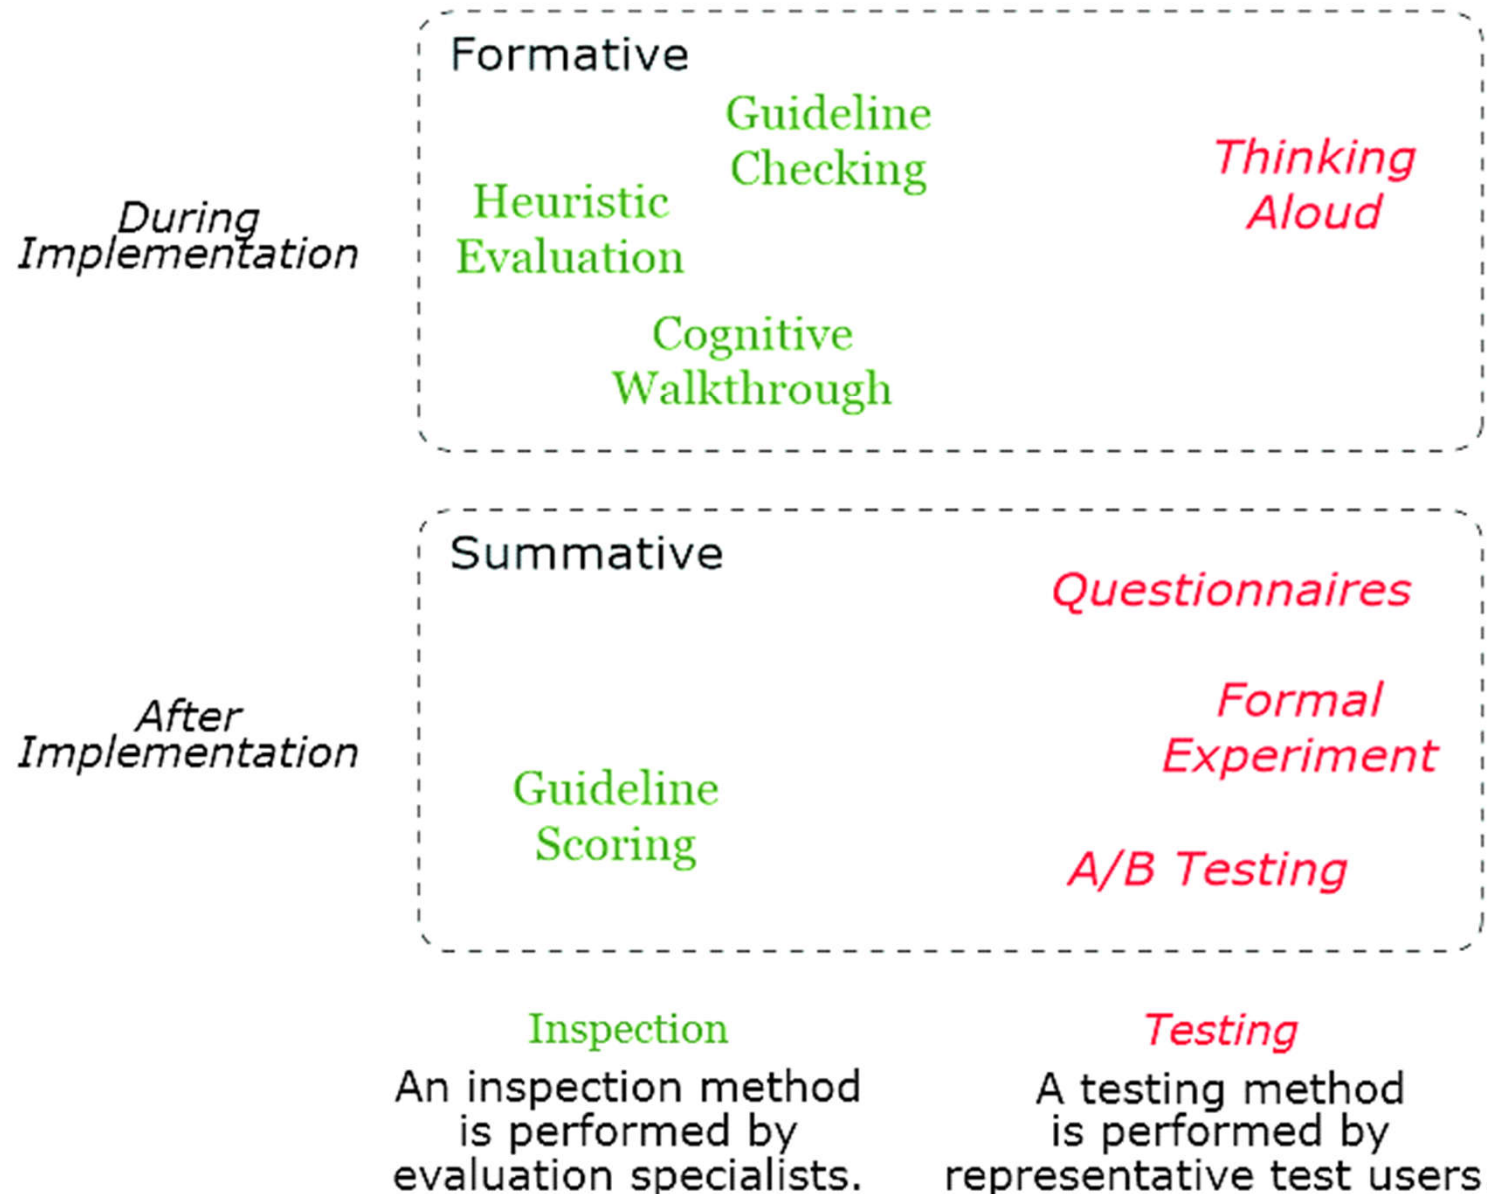 Formative
Guideline
Checking
Thinking
Aloud
During
Implementation
Heuristic
Evaluation
Cognitive
Walkthrough
Summative
Questionnaires
Formal
Experiment
After
Implementation
Guideline
Scoring
A/B Testing
Inspection
An inspection method
is performed by
evaluation specialists.
Testing
A testing method
is performed by
representative test users